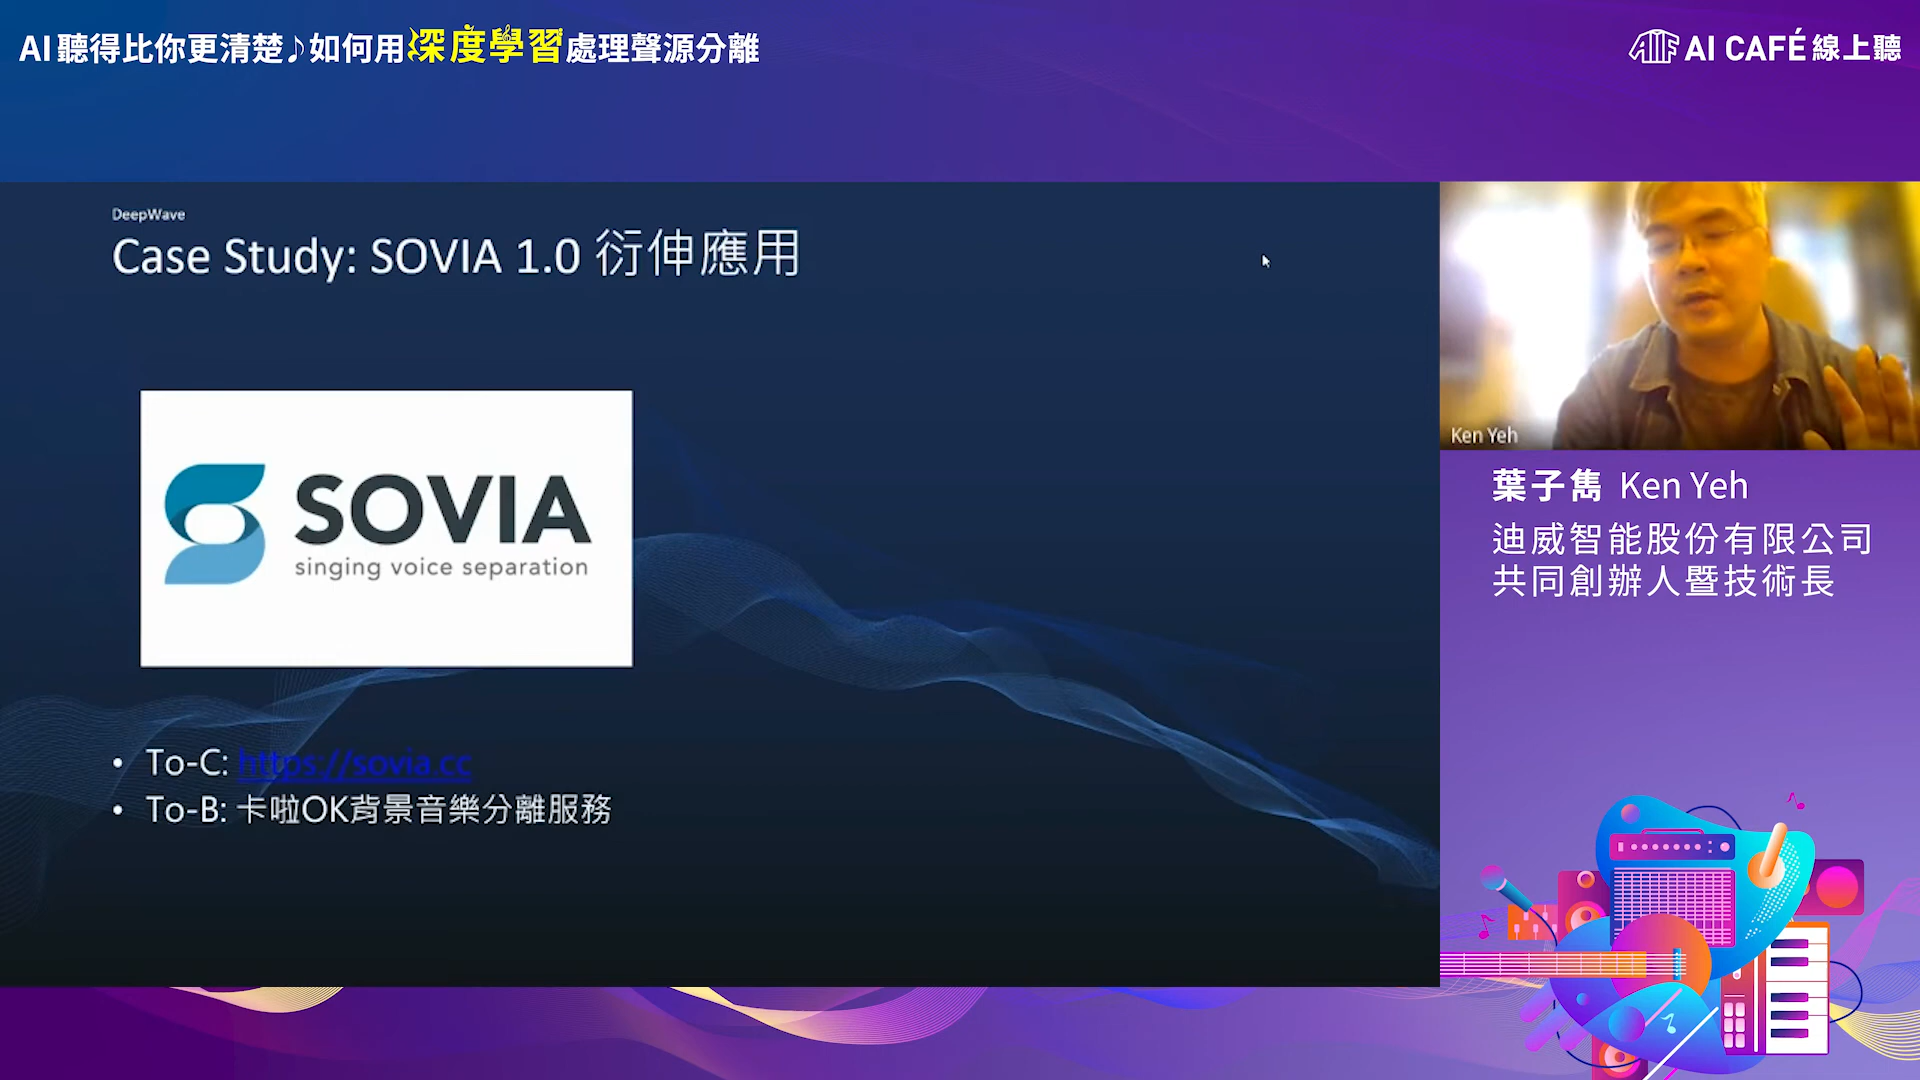 AI聽得比你更清楚♪如何用深度學習處理聲源分離
AIF AI CAFÉ 線上聽
DeepWave
Case Study: SOVIA 1.0 衍伸應用
SOVIA
singing voice separation
• To-C: https://sovia.cc
• To-B: 卡啦OK背景音樂分離服務
Ken Yeh
葉子雋 Ken Yeh
迪威智能股份有限公司
共同創辦人暨技術長